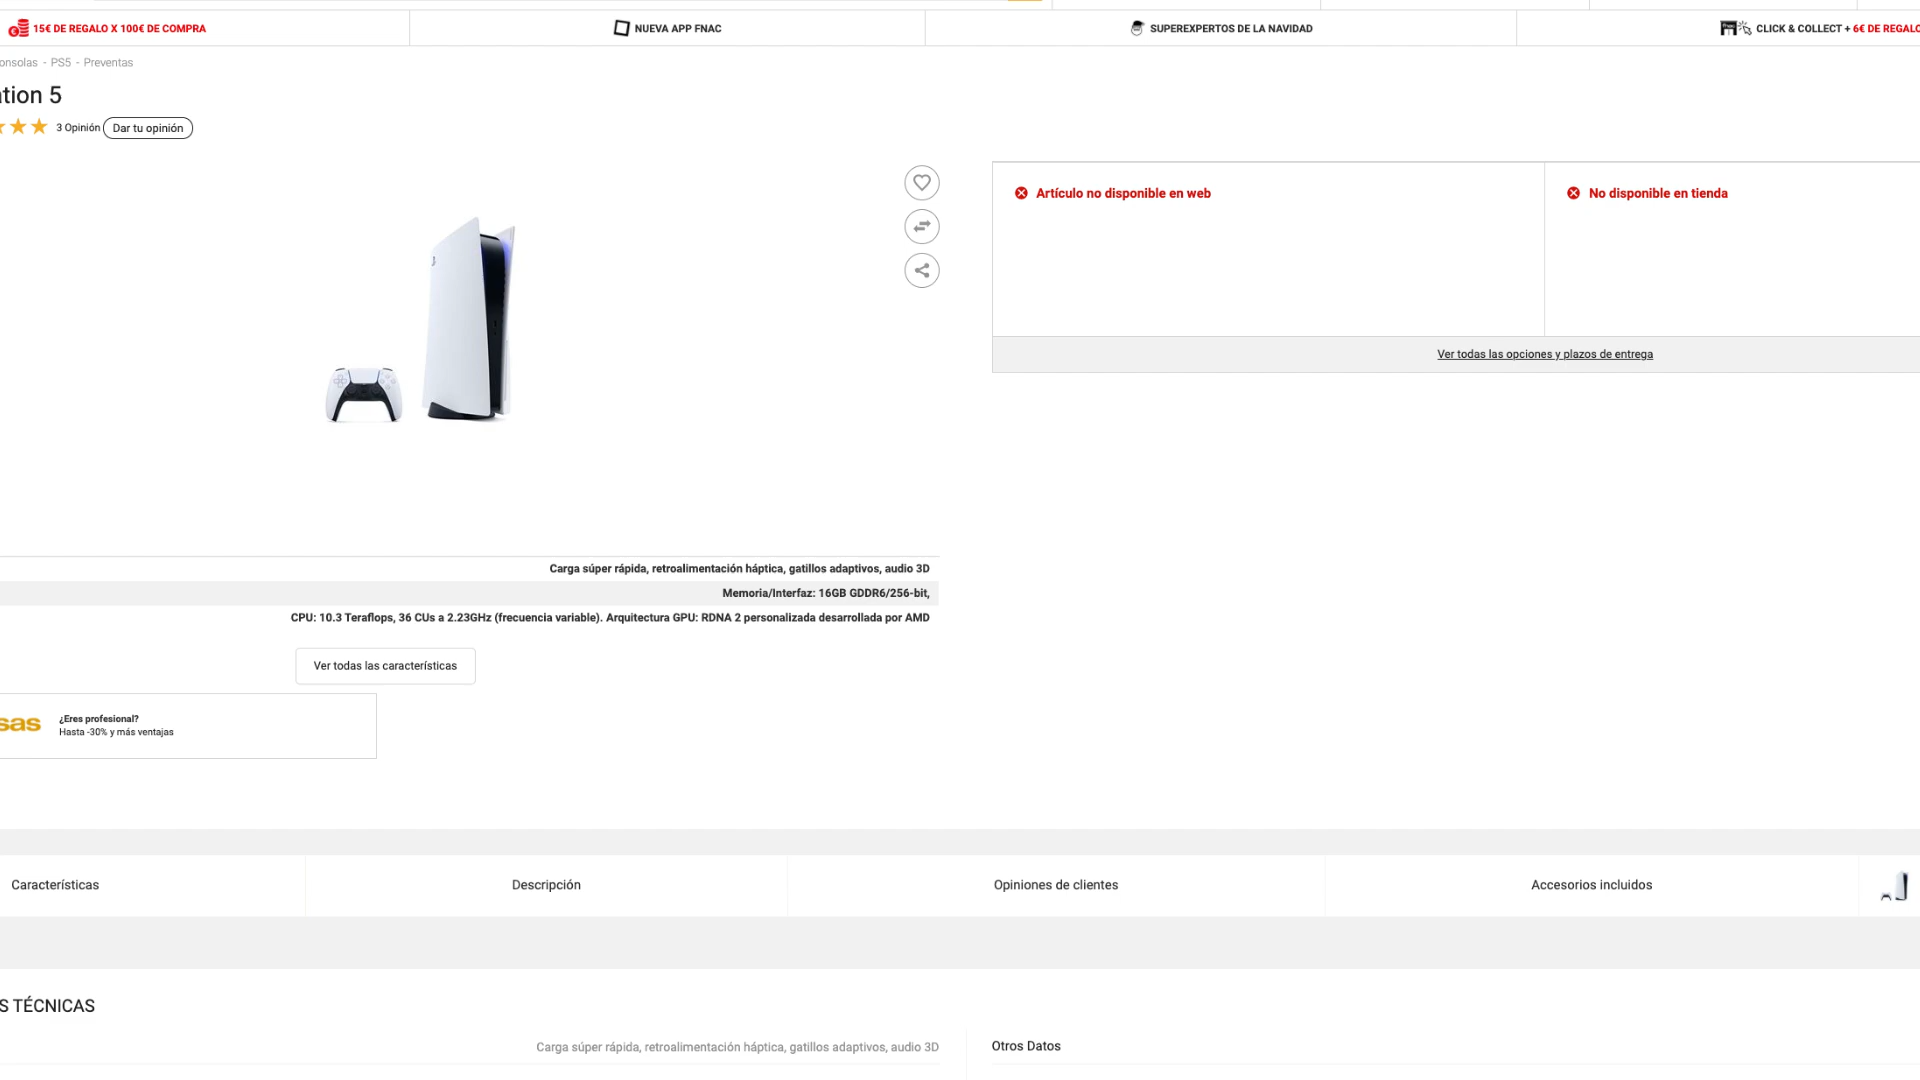 15€ DE REGALO X 100€ DE COMPRA
NUEVA APP FNAC
SUPEREXPERTOS DE LA NAVIDAD
CLICK & COLLECT + 6€ DE REGALO
onsolas - PS5 - Preventas
ation 5
3 Opinión
Dar tu opinión
Artículo no disponible en web
No disponible en tienda
Ver todas las opciones y plazos de entrega
Carga súper rápida, retroalimentación háptica, gatillos adaptivos, audio 3D
Memoria/Interfaz: 16GB GDDR6/256-bit,
CPU: 10.3 Teraflops, 36 CUs a 2.23GHz (frecuencia variable). Arquitectura GPU: RDNA 2 personalizada desarrollada por AMD
Ver todas las características
sas
¿Eres profesional?
Hasta -30% y más ventajas
Características
Descripción
Opiniones de clientes
Accesorios incluidos
S TÉCNICAS
Carga súper rápida, retroalimentación háptica, gatillos adaptivos, audio 3D
Otros Datos